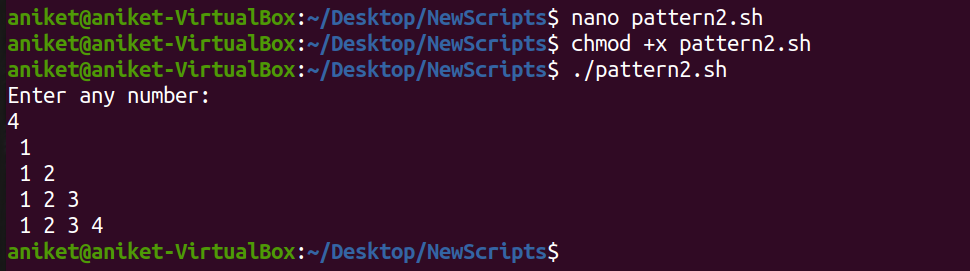 aniket@aniket-VirtualBox:~/Desktop/NewScripts$ nano pattern2.sh
aniket@aniket-VirtualBox:~/Desktop/NewScripts$ chmod +x pattern2.sh
aniket@aniket-VirtualBox:~/Desktop/NewScripts$ ./pattern2.sh
Enter any number:
4
 1
 1 2
 1 2 3
 1 2 3 4
aniket@aniket-VirtualBox:~/Desktop/NewScripts$